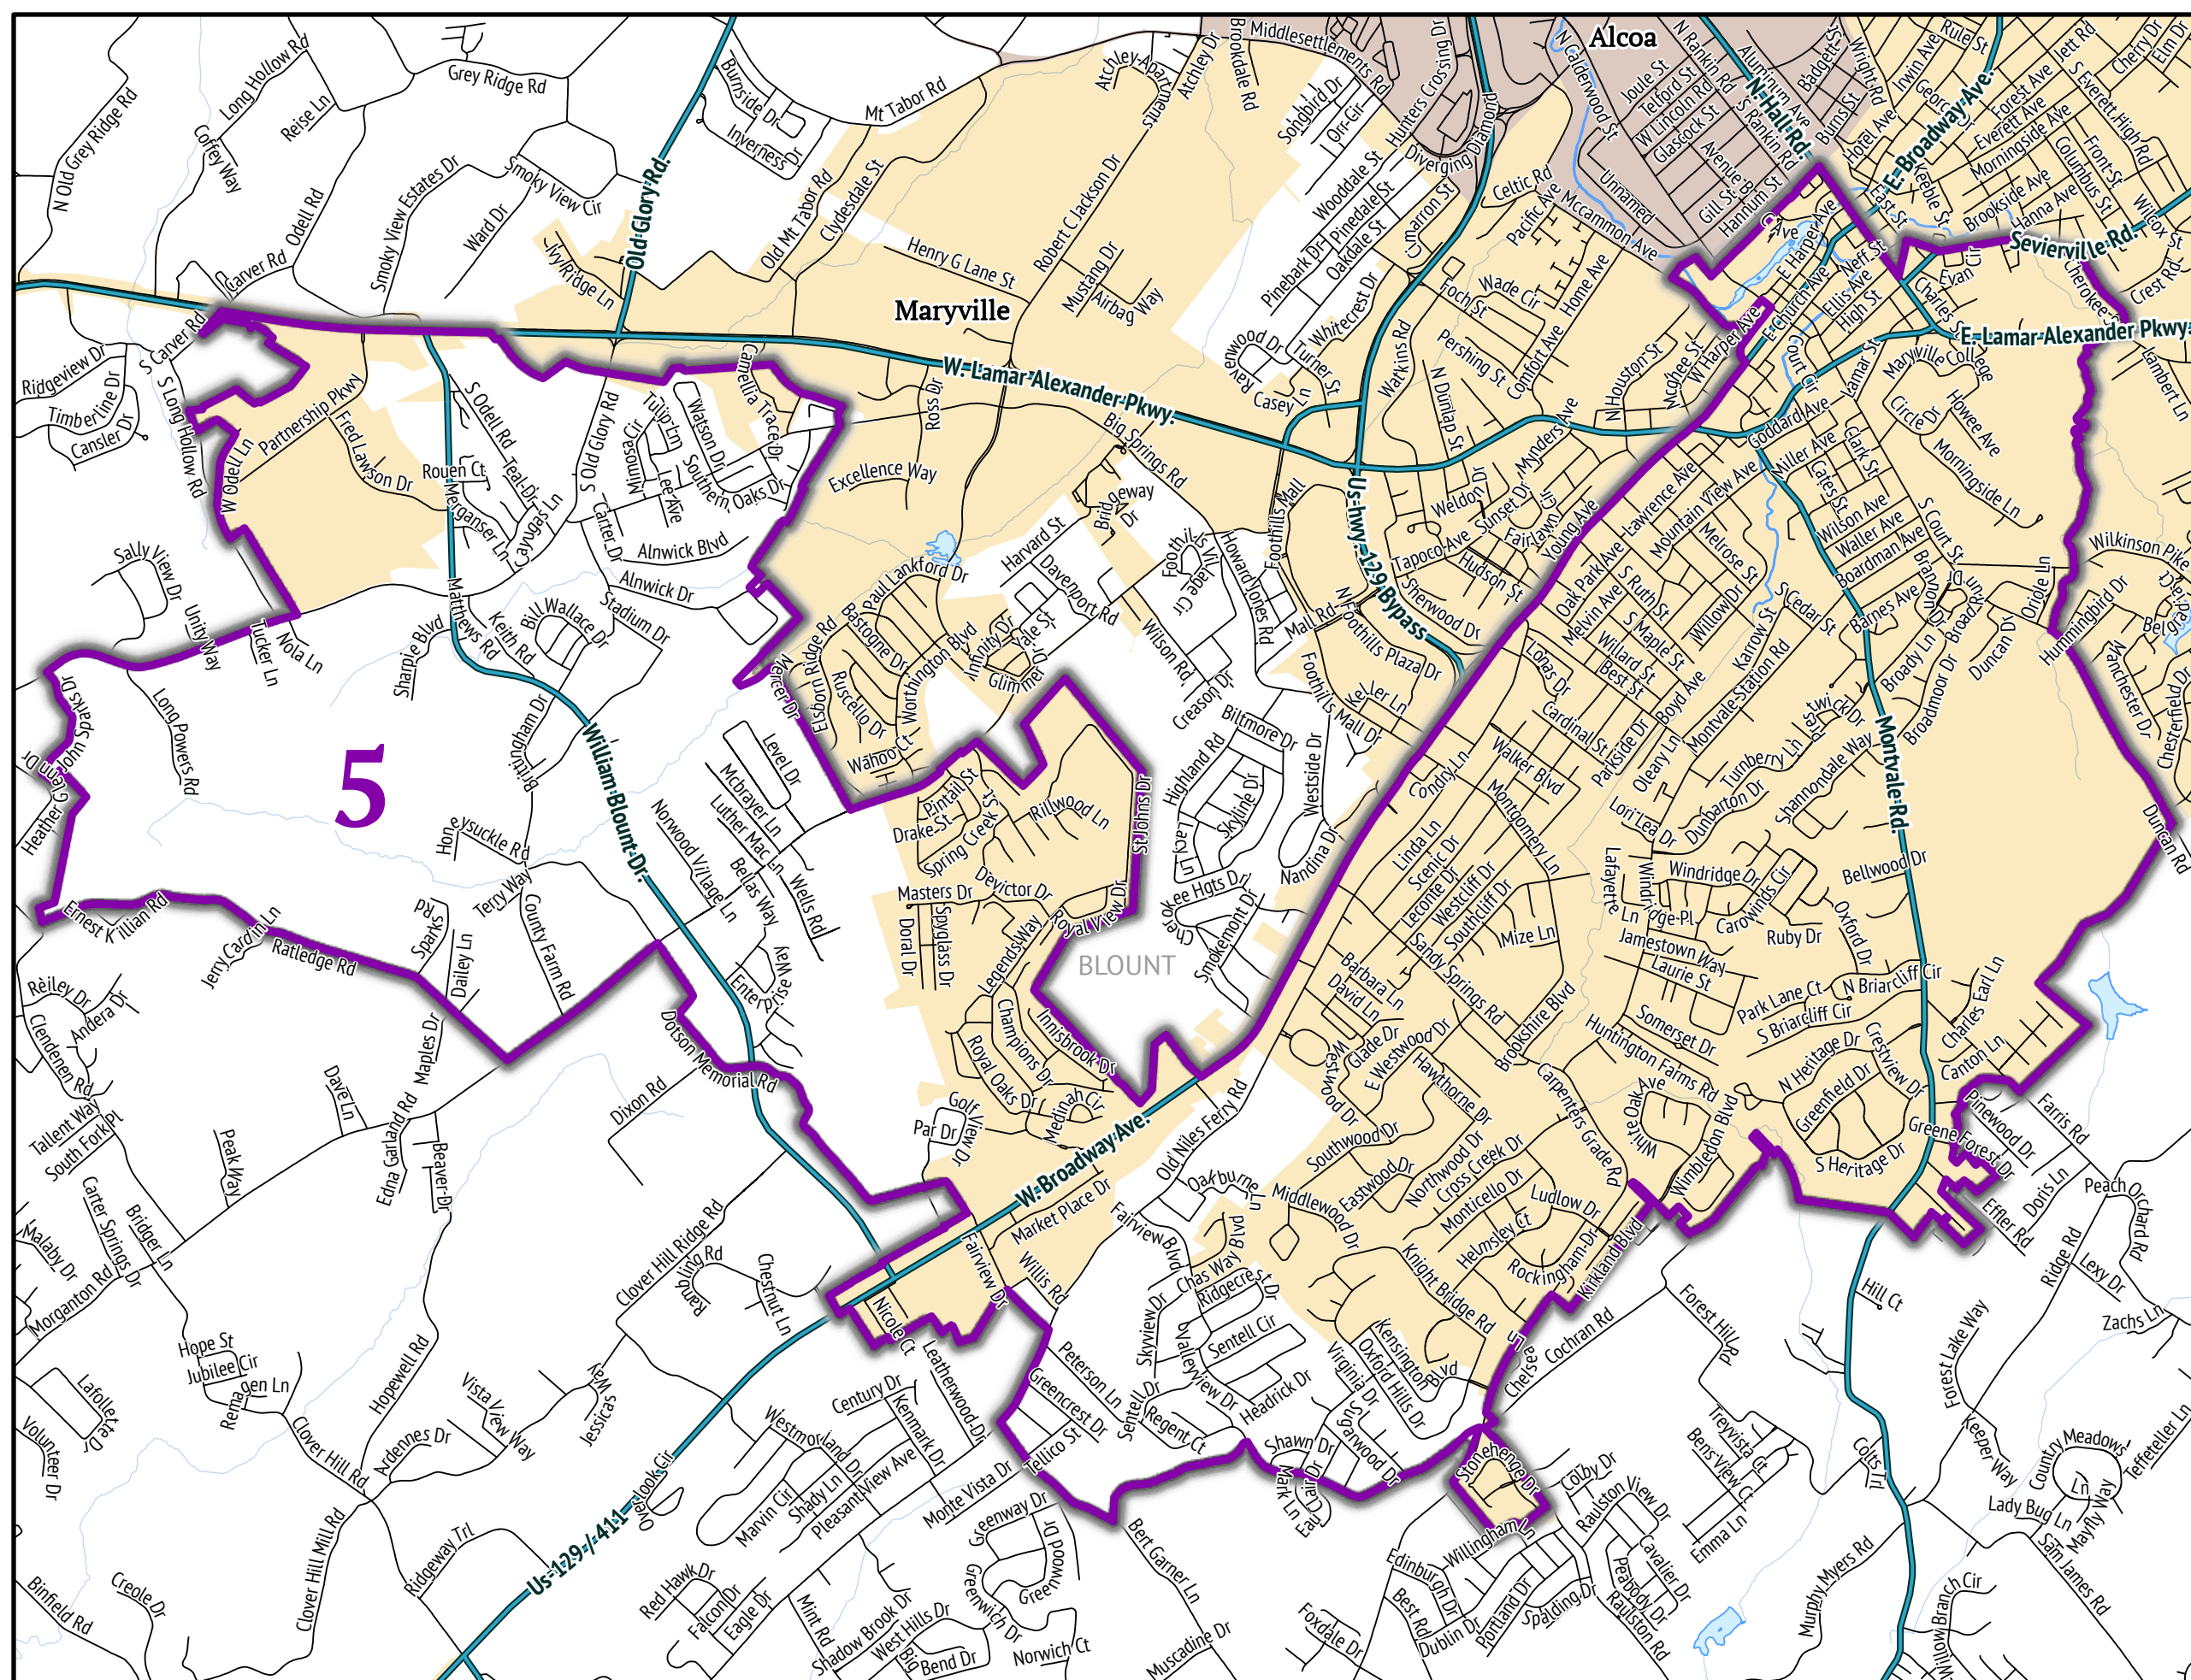 Alcoa
Maryville
BLOUNT
5
Old Glory Rd.
W. Lamar Alexander Pkwy.
E. Lamar Alexander Pkwy.
N Hall Rd.
E. Broadway Ave.
Sevierville Rd.
Us-hwy. 129 Bypass
Montvale Rd.
William Blount Dr.
W. Broadway Ave.
Us-129 / 411
N Old Grey Ridge Rd
Long Hollow Rd
Grey Ridge Rd
Reise Ln
Coffey Way
Odell Rd
Carver Rd
Smoky View Estates Dr
Ward Dr
Smoky View Cir
Ivy Ridge Ln
Burnside Dr
Inverness Dr
Mt Tabor Rd
Old Mt Tabor Rd
Clydesdale St
Henry G Lane St
Robert C Jackson Dr
Mustang Dr
Airbag Way
Atchley Apartments
Atchley Dr
Brookdale Rd
Middlesettlements Rd
Songbird Dr
Orr Cir
Hunters Crossing Dr
Diverging Diamond
Wooddale St
Pinedale St
Oakdale St
Pinebark Dr
Cimarron St
Whitecrest Dr
Ravenwood Dr
Turner St
Casey Ln
Celtic Rd
Pacific Ave
Mccammon Ave
Unnamed
N Calderwood St
Joule St
Telford St
W Lincoln Rd
Glascock St
N Rankin Rd
S Rankin Rd
Aluminum Ave
Badgett St
Burn St
Wright Rd
Hotel Ave
Avenue B
Gill St
Hannum St
C Ave
Irwin Ave
Rule St
George
Forest Ave
Everett Ave
Morningside Ave
Jett Rd
S Everett High Rd
Cherry Dr
Elm Dr
Front St
Columbus St
Brookside Ave
Hanna Ave
Wilcox St
Keeble St
East St
Neff St
E Harper Ave
E Church Ave
Ellis Ave
High St
Evan
Charles St
Crest Rd
Lambert Ln
Maryville College
Circle Dr
Howee Ave
Morningside Ln
Court Cir
Lamar St
Goddard Ave
Miller Ave
Clark St
Cates St
Wilson Ave
Waller Ave
Boardman Ave
S Court St
Barnes Ave
Brannon Dr
Oriole Ln
Duncan Dr
Wilkinson Pike
Hummingbird Dr
Manchester Dr
Chesterfield Dr
Duncan Rd
Foch St
Wade Cir
Home Ave
Pershing St
Comfort Ave
Watkins Rd
N Dunlap St
N Houston St
Mcghee St
W Harper Ave
Mynders Ave
Weldon Dr
Sunset Dr
Fairlawn Cir
Young Ave
Tapoco Ave
Hudson St
Sherwood Dr
Lawrence Ave
Mountain View Ave
Melrose St
Oak Park Ave
Melvin Ave
S Ruth St
S Maple St
Willard St
Best St
Willow Dr
S Cedar St
Karrow St
Lonas Dr
Cardinal St
Parkside Dr
Boyd Ave
Oleary Ln
Montvale Station Rd
Turnberry Ln
Dunbarton Dr
Shannondale Way
Broady Ln
Broadmoor Dr
Lori Lea Dr
Lafayette Ln
Windridge Dr
Windridge Pl
Carowinds Cir
Bellwood Dr
Ruby Dr
Oxford Dr
Jamestown Way
Laurie St
Somerset Dr
Park Lane Ct
N Briarcliff Cir
S Briarcliff Cir
Charles Earl Ln
Canton Ln
Crestview Dr
N Heritage Dr
Greenfield Dr
S Heritage Dr
Greene Forest Dr
Pinewood Dr
Farris Rd
Doris Ln
Effler Rd
Peach Orchard Rd
Ridge Rd
Lexy Dr
Zachs Ln
Hill Ct
Forest Lake Way
Keeper Way
Country Meadows Ln
Teffeteller Ln
Mayfly Way
Lady Bug Ln
Sam James Rd
Colts Trl
Murphy Myers Rd
Willow Branch Cir
Forest Hill
Treyvista Ct
Bens View Ct
Emma Ln
Cochran Rd
Chelsea Ln
Kirkland Blvd
Wimbledon Blvd
White Oak Ave
Huntington Farms Rd
Carpenters Grade Rd
Brookshire Blvd
Ludlow Dr
Rockingham Dr
Helmsley Ct
Monticello Dr
Cross Creek Dr
Northwood Dr
Eastwood Dr
Southwood Dr
Hawthorne Dr
E Westwood Dr
Westwood Dr
Glade Dr
David Ln
Barbara Ln
Sandy Springs Rd
Mize Ln
Southcliff Dr
Westcliff Dr
Leconte Dr
Scenic Dr
Linda Ln
Montgomery Ln
Walker Blvd
Condry Ln
Middlewood Dr
Knight Bridge Rd
Kensington Blvd
Oxford Hills Dr
Virginia Dr
Sugarwood Dr
Shawn Dr
Mark Ln
Earl
Headrick Dr
Sentell Cir
Sentell Dr
Valleyview Dr
Skyview Dr
Ridgecrest Dr
Chas Way Blvd
Oakburne Ln
Fairview Blvd
Old Niles Ferry Rd
Market Place Dr
Fairview Dr
Willis Rd
Peterson Ln
Greencrest Dr
Regent Ct
Tellico St
Monte Vista Dr
Leatherwood Dr
Nicole Ct
Century Dr
Kenmark Dr
Westmorland Dr
Pleasant View Ave
Shady Ln
Marvin Cir
Overlook Cir
Greenway Dr
Greenwood Dr
Greenwich Dr
Norwich Ct
Bert Garner Ln
Muscadine Dr
Foxdale Dr
Best Rd
Edinburgh Dr
Dublin Dr
Portland Dr
Spalding Dr
Willingham Ln
Stonehenge Dr
Colby Dr
Raulston View Dr
Cavalier Dr
Peabody Dr
Raulston Rd
Red Hawk Dr
Falcon Dr
Eagle Dr
Mint Rd
Shadow Brook Dr
West Hills Dr
Big Bend Dr
S Carver Rd
Ridgeview Dr
Timberline Dr
Cansler Dr
S Long Hollow Rd
W Odell Ln
Partnership Pkwy
Fred Lawson Dr
Rouen Ct
S Odell Rd
Teal Dr
Merganser Ln
Cayugas Ln
S Old Glory Rd
Tulip Ln
Mimosa Cir
Lee Ave
Watson Dr
Southern Oaks Dr
Camellia Trace Dr
Carter Dr
Alnwick Blvd
Alnwick Dr
Stadium Dr
Bill Wallace Dr
Keith Rd
Matthews Rd
Sharpie Blvd
Sally View Dr
Unity Way
Tucker Ln
Nola Ln
Long Powers Rd
John Sparks Dr
Heather Glenn Dr
Ernest Killian Rd
Jerry Cardin Ln
Ratledge Rd
Sparks Rd
Dailey Ln
County Farm Rd
Terry Way
Honeysuckle Rd
Brittingham Dr
Norwood Village Ln
Bellas Way
Luther Mac Ln
Mcbrayer Ln
Level Dr
Wells Rd
Enterprise Way
Dotson Memorial Rd
Dixon Rd
Mercer Dr
Elsborn Ridge Rd
Bastogne Dr
Ruscello Dr
Paul Lankford Dr
Worthington Blvd
Wahoo Ct
Infinity Dr
Yale St
Glimmer Dr
Harvard St
Davenport Rd
Excellence Way
Ross Dr
Big Springs Rd
Bridgeway Dr
Foothills Village Cir
Howard Jones Rd
Foothills Mall
Mall Rd
N Foothills Plaza Dr
Foothills Mall Dr
Keller Ln
Wilson Rd
Creason Dr
Biltmore Dr
Highland Rd
Skyline Dr
Westside Dr
Lacy Ln
Nandina Dr
Cherokee Hgts Dr
Smokemont Dr
St Johns Dr
Rillwood Ln
Pintail St
Drake St
Spring Creek St
Masters Dr
Devictor Dr
Royal View Dr
Doral Dr
Spyglass Dr
Legends Way
Innisbrook Dr
Champions Dr
Royal Oaks Dr
Medinah Cir
Golf View Dr
Par Dr
Reiley Dr
Andera Dr
Clendenen Rd
Tallent Way
South Fork Pl
Carter Springs Dr
Bridger Ln
Malaby Dr
Morganton Rd
Peak Way
Dave Ln
Edna Garland Rd
Maples Dr
Beaver Dr
Clover Hill Ridge Rd
Rambling Rd
Chestnut Ln
Hope St
Jubilee Cir
Remagen Ln
Lafollette Dr
Volunteer Dr
Hopewell Rd
Clover Hill Rd
Ardennes Dr
Vista View Way
Jessicas Way
Clover Hill Mill Rd
Ridgeway Trl
Creole Dr
Binfield Rd